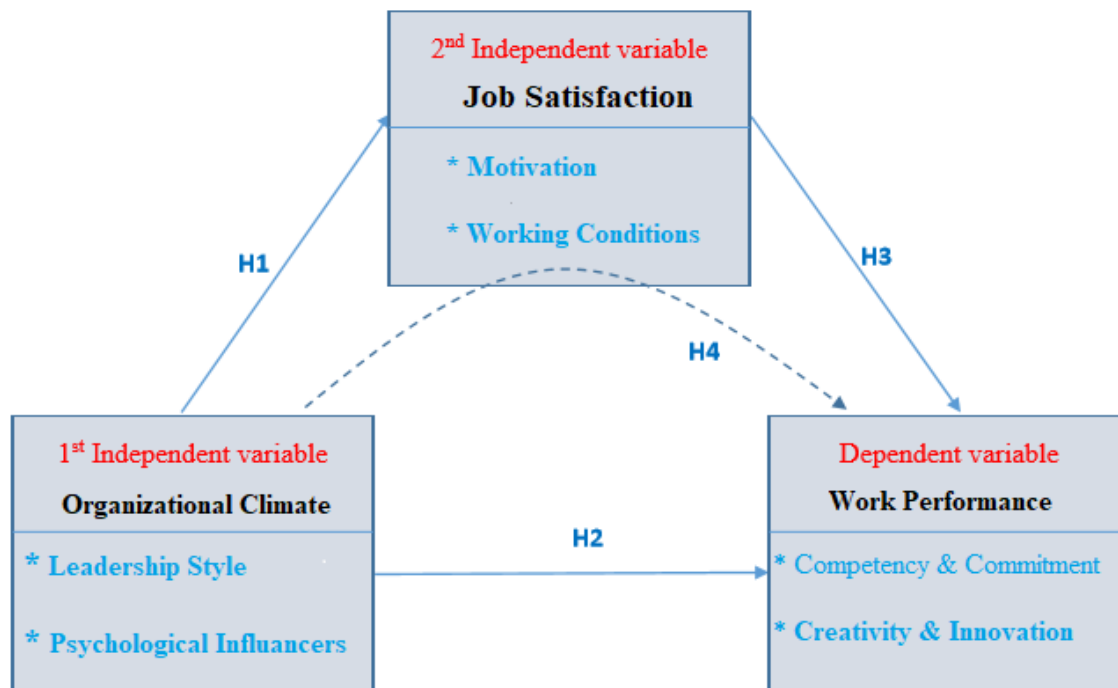 2nd Independent variable
Job Satisfaction
* Motivation
* Working Conditions
H1
H3
H4
1st Independent variable
Organizational Climate
* Leadership Style
* Psychological Influancers
H2
Dependent variable
Work Performance
* Competency & Commitment
* Creativity & Innovation